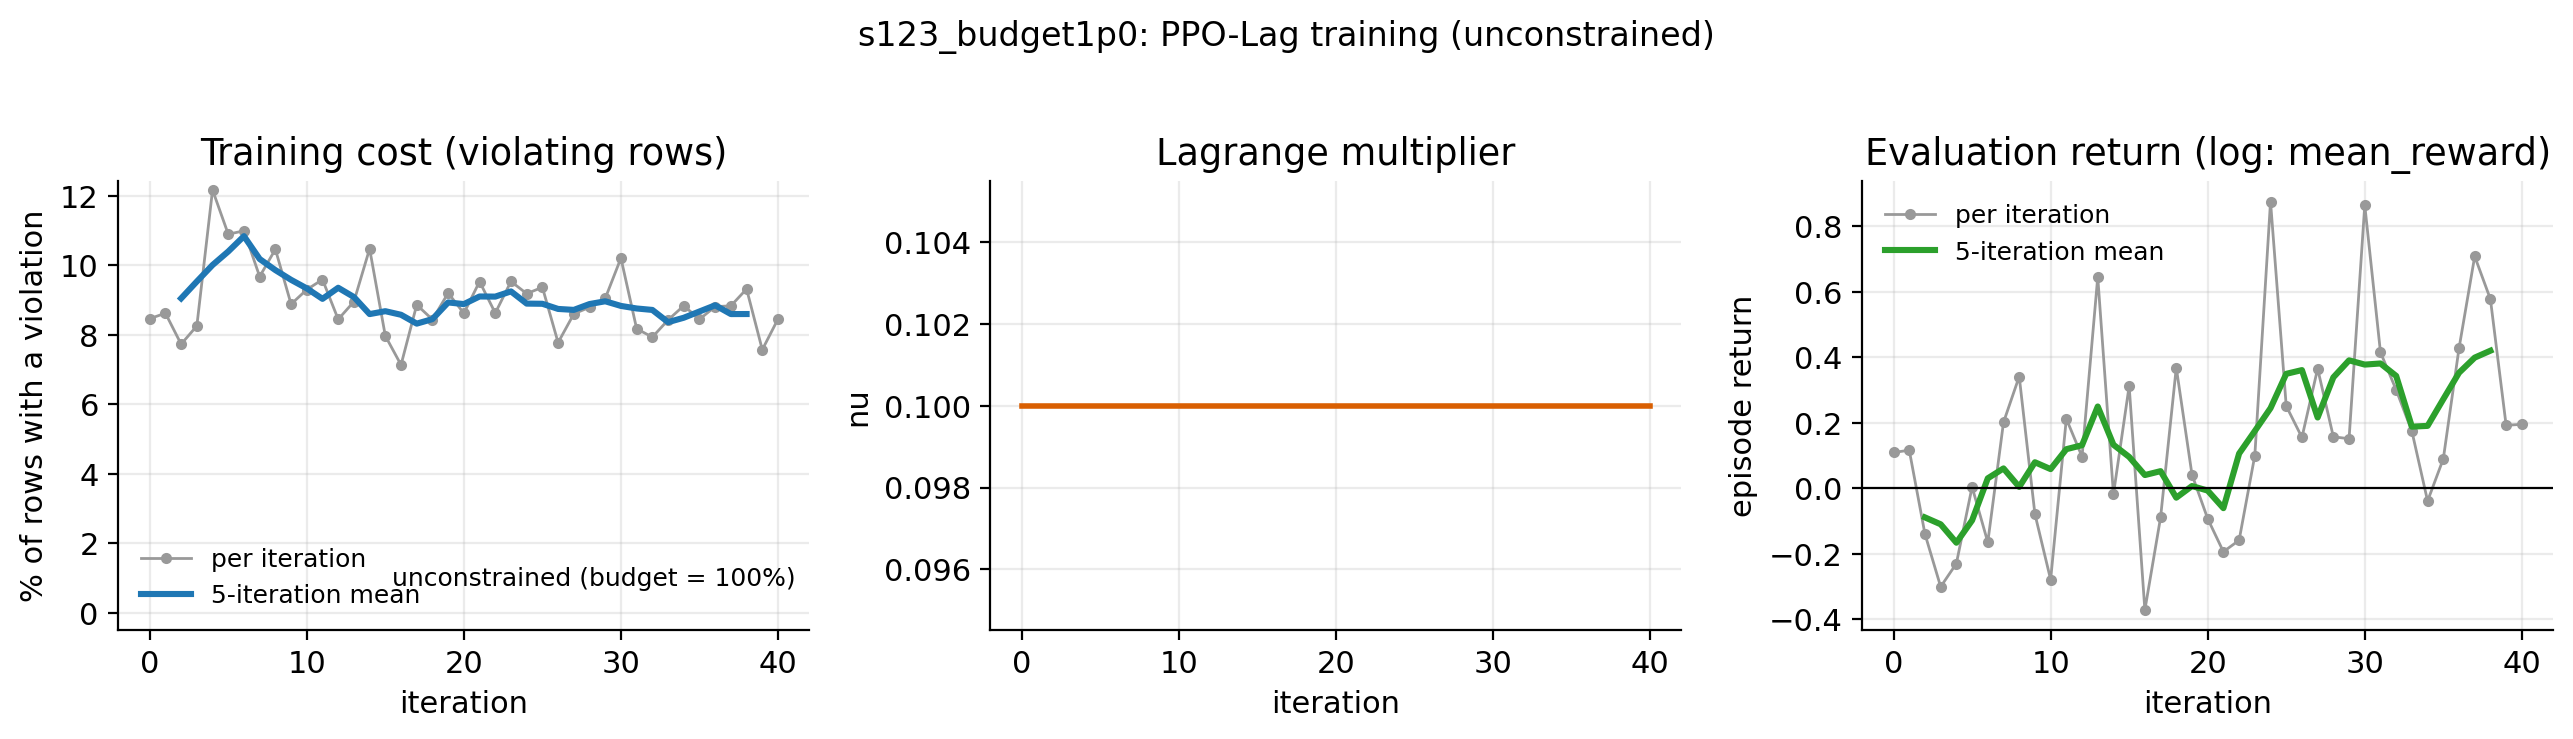 s123_budget1p0: PPO-Lag training (unconstrained)
Training cost (violating rows)
% of rows with a violation
12
10
8
6
4
2
0
per iteration
5-iteration mean
unconstrained (budget = 100%)
0 10 20 30 40
iteration
Lagrange multiplier
nu
0.104
0.102
0.100
0.098
0.096
0 10 20 30 40
iteration
Evaluation return (log: mean_reward)
episode return
0.8
0.6
0.4
0.2
0.0
−0.2
−0.4
per iteration
5-iteration mean
0 10 20 30 40
iteration